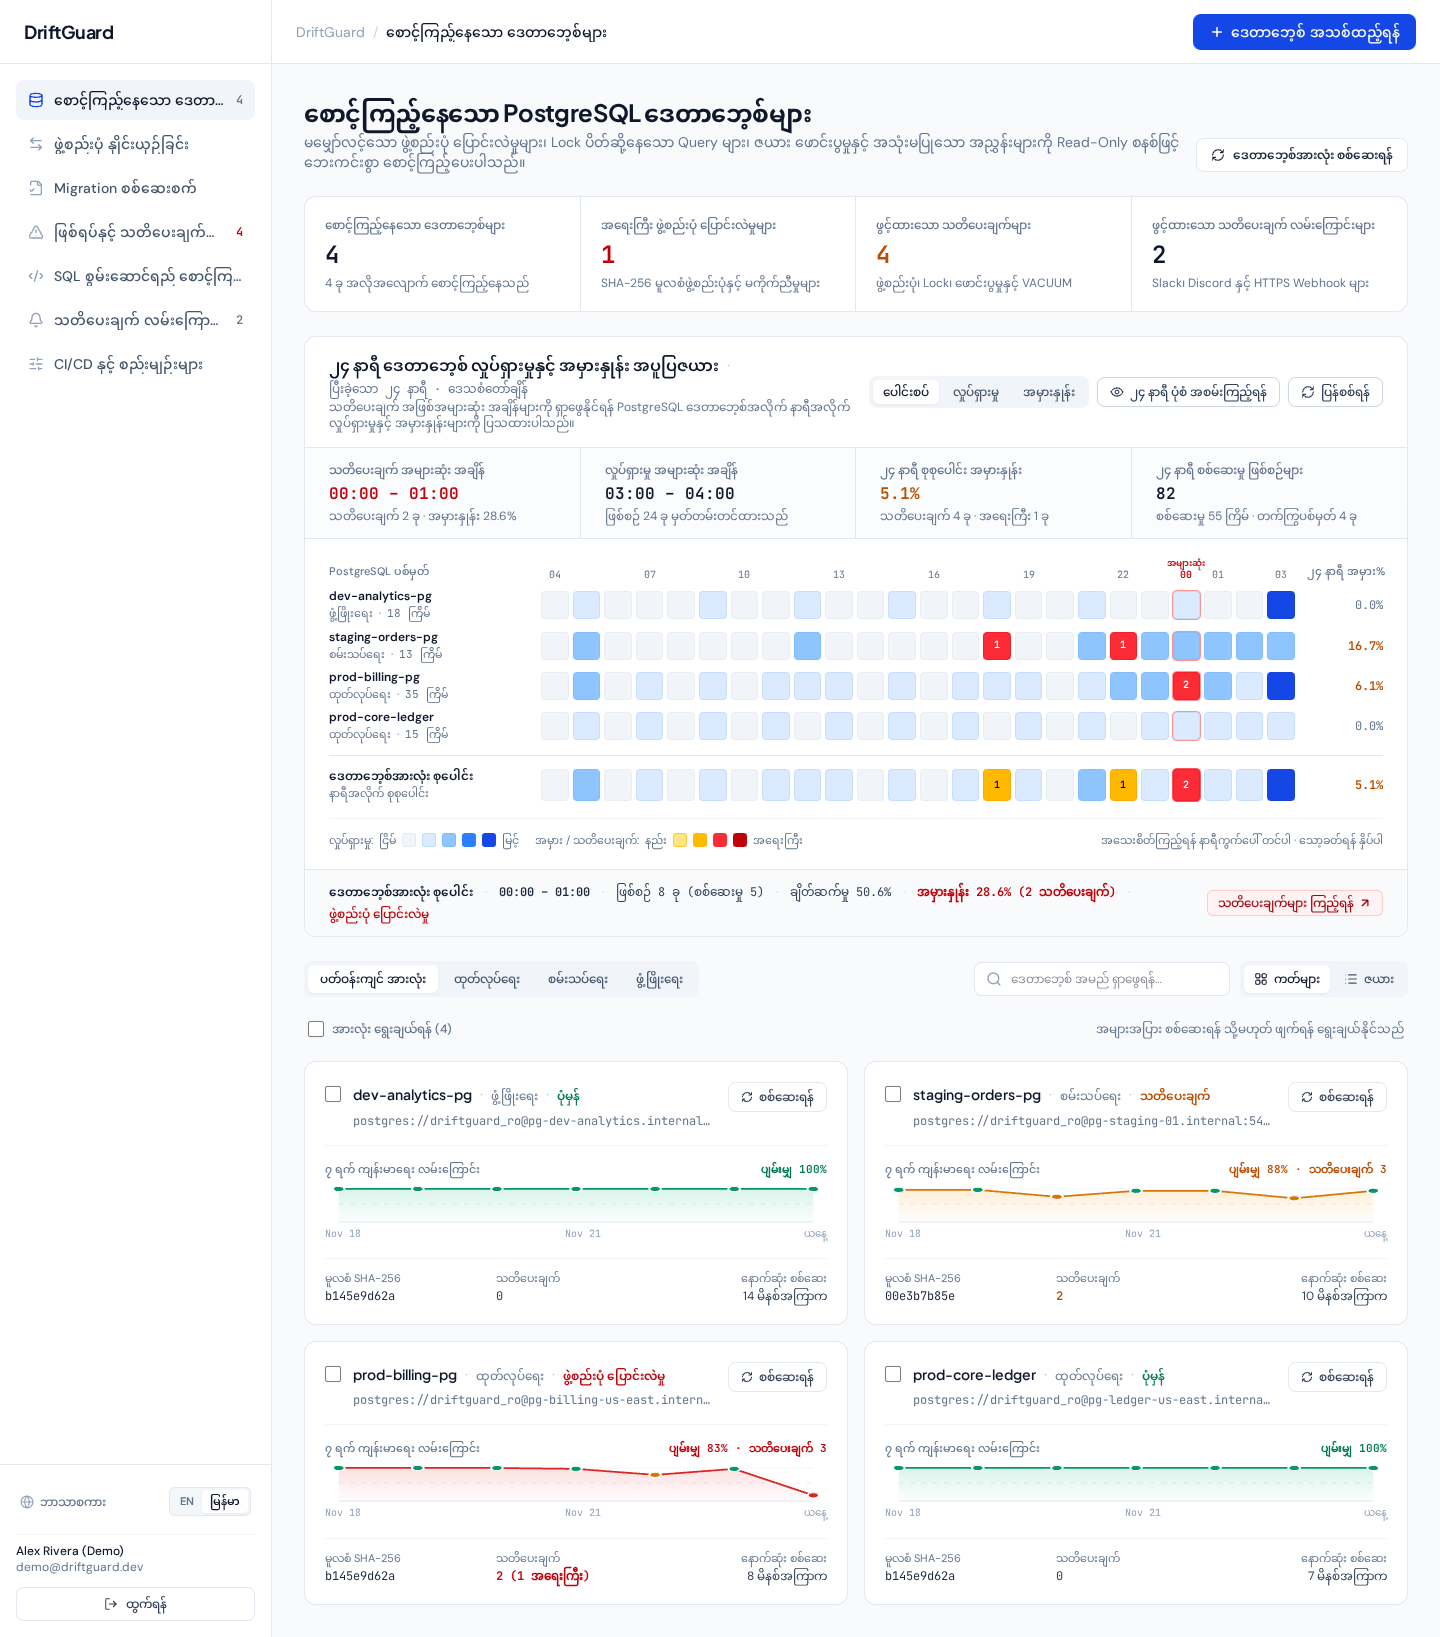 DriftGuard
DriftGuard / စောင့်ကြည့်နေသော ဒေတာဘေ့စ်များ
+ ဒေတာဘေ့စ် အသစ်ထည့်ရန်
စောင့်ကြည့်နေသော ဒေတာ... 4
ဖွဲ့စည်းပုံ နှိုင်းယှဉ်ခြင်း
Migration စစ်ဆေးစက်
ဖြစ်ရပ်နှင့် သတိပေးချက်... 4
SQL စွမ်းဆောင်ရည် စောင့်ကြ...
သတိပေးချက် လမ်းကြော... 2
CI/CD နှင့် စည်းမျဉ်းများ
ဘာသာစကား EN မြန်မာ
Alex Rivera (Demo)
demo@driftguard.dev
ထွက်ရန်
စောင့်ကြည့်နေသော PostgreSQL ဒေတာဘေ့စ်များ
မမျှော်လင့်သော ဖွဲ့စည်းပုံ ပြောင်းလဲမှုများ၊ Lock ပိတ်ဆို့နေသော Query များ၊ ဇယား ဖောင်းပွမှုနှင့် အသုံးမပြုသော အညွှန်းများကို Read-Only စနစ်ဖြင့်
ဘေးကင်းစွာ စောင့်ကြည့်ပေးပါသည်။
ဒေတာဘေ့စ်အားလုံး စစ်ဆေးရန်
စောင့်ကြည့်နေသော ဒေတာဘေ့စ်များ
4
4 ခု အလိုအလျောက် စောင့်ကြည့်နေသည်
အရေးကြီး ဖွဲ့စည်းပုံ ပြောင်းလဲမှုများ
1
SHA-256 မူလစံဖွဲ့စည်းပုံနှင့် မကိုက်ညီမှုများ
ဖွင့်ထားသော သတိပေးချက်များ
4
ဖွဲ့စည်းပုံ၊ Lock၊ ဖောင်းပွမှုနှင့် VACUUM
ဖွင့်ထားသော သတိပေးချက် လမ်းကြောင်းများ
2
Slack၊ Discord နှင့် HTTPS Webhook များ
၂၄ နာရီ ဒေတာဘေ့စ် လှုပ်ရှားမှုနှင့် အမှားနှုန်း အပူပြဇယား ·
ပြီးခဲ့သော ၂၄ နာရီ · ဒေသစံတော်ချိန်
သတိပေးချက် အဖြစ်အများဆုံး အချိန်များကို ရှာဖွေနိုင်ရန် PostgreSQL ဒေတာဘေ့စ်အလိုက် နာရီအလိုက်
လှုပ်ရှားမှုနှင့် အမှားနှုန်းများကို ပြသထားပါသည်။
ပေါင်းစပ် လှုပ်ရှားမှု အမှားနှုန်း
၂၄ နာရီ ပုံစံ အစမ်းကြည့်ရန်
ပြန်စစ်ရန်
သတိပေးချက် အများဆုံး အချိန်
00:00 – 01:00
သတိပေးချက် 2 ခု · အမှားနှုန်း 28.6%
လှုပ်ရှားမှု အများဆုံး အချိန်
03:00 – 04:00
ဖြစ်စဉ် 24 ခု မှတ်တမ်းတင်ထားသည်
၂၄ နာရီ စုစုပေါင်း အမှားနှုန်း
5.1%
သတိပေးချက် 4 ခု · အရေးကြီး 1 ခု
၂၄ နာရီ စစ်ဆေးမှု ဖြစ်စဉ်များ
82
စစ်ဆေးမှု 55 ကြိမ် · တက်ကြွပစ်မှတ် 4 ခု
အများဆုံး
PostgreSQL ပစ်မှတ် 04 07 10 13 16 19 22 00 01 03 ၂၄ နာရီ အမှား%
dev-analytics-pg
ဖွံ့ဖြိုးရေး · 18 ကြိမ် 0.0%
staging-orders-pg
စမ်းသပ်ရေး · 13 ကြိမ် 1 1 16.7%
prod-billing-pg
ထုတ်လုပ်ရေး · 35 ကြိမ် 2 6.1%
prod-core-ledger
ထုတ်လုပ်ရေး · 15 ကြိမ် 0.0%
ဒေတာဘေ့စ်အားလုံး စုပေါင်း
နာရီအလိုက် စုစုပေါင်း 1 1 2 5.1%
လှုပ်ရှားမှု: ငြိမ် မြင့် အမှား / သတိပေးချက်: နည်း အရေးကြီး
အသေးစိတ်ကြည့်ရန် နာရီကွက်ပေါ်တင်ပါ · သော့ခတ်ရန် နှိပ်ပါ
ဒေတာဘေ့စ်အားလုံး စုပေါင်း · 00:00 – 01:00 · ဖြစ်စဉ် 8 ခု (စစ်ဆေးမှု 5) · ချိတ်ဆက်မှု 50.6% · အမှားနှုန်း 28.6% (2 သတိပေးချက်) ·
ဖွဲ့စည်းပုံ ပြောင်းလဲမှု
သတိပေးချက်များ ကြည့်ရန်
ပတ်ဝန်းကျင် အားလုံး ထုတ်လုပ်ရေး စမ်းသပ်ရေး ဖွံ့ဖြိုးရေး
ဒေတာဘေ့စ် အမည် ရှာဖွေရန်...
ကတ်များ ဇယား
အားလုံး ရွေးချယ်ရန် (4)
အများအပြား စစ်ဆေးရန် သို့မဟုတ် ဖျက်ရန် ရွေးချယ်နိုင်သည်
dev-analytics-pg · ဖွံ့ဖြိုးရေး · ပုံမှန်
စစ်ဆေးရန်
postgres://driftguard_ro@pg-dev-analytics.internal…
၇ ရက် ကျန်းမာရေး လမ်းကြောင်း ပျမ်းမျှ 100%
Nov 18 Nov 21 ယနေ့
မူလစံ SHA-256 သတိပေးချက် နောက်ဆုံး စစ်ဆေး
b145e9d62a 0 14 မိနစ်အကြာက
staging-orders-pg · စမ်းသပ်ရေး · သတိပေးချက်
စစ်ဆေးရန်
postgres://driftguard_ro@pg-staging-01.internal:54…
၇ ရက် ကျန်းမာရေး လမ်းကြောင်း ပျမ်းမျှ 88% · သတိပေးချက် 3
Nov 18 Nov 21 ယနေ့
မူလစံ SHA-256 သတိပေးချက် နောက်ဆုံး စစ်ဆေး
00e3b7b85e 2 10 မိနစ်အကြာက
prod-billing-pg · ထုတ်လုပ်ရေး · ဖွဲ့စည်းပုံ ပြောင်းလဲမှု
စစ်ဆေးရန်
postgres://driftguard_ro@pg-billing-us-east.intern…
၇ ရက် ကျန်းမာရေး လမ်းကြောင်း ပျမ်းမျှ 83% · သတိပေးချက် 3
Nov 18 Nov 21 ယနေ့
မူလစံ SHA-256 သတိပေးချက် နောက်ဆုံး စစ်ဆေး
b145e9d62a 2 (1 အရေးကြီး) 8 မိနစ်အကြာက
prod-core-ledger · ထုတ်လုပ်ရေး · ပုံမှန်
စစ်ဆေးရန်
postgres://driftguard_ro@pg-ledger-us-east.interna…
၇ ရက် ကျန်းမာရေး လမ်းကြောင်း ပျမ်းမျှ 100%
Nov 18 Nov 21 ယနေ့
မူလစံ SHA-256 သတိပေးချက် နောက်ဆုံး စစ်ဆေး
b145e9d62a 0 7 မိနစ်အကြာက